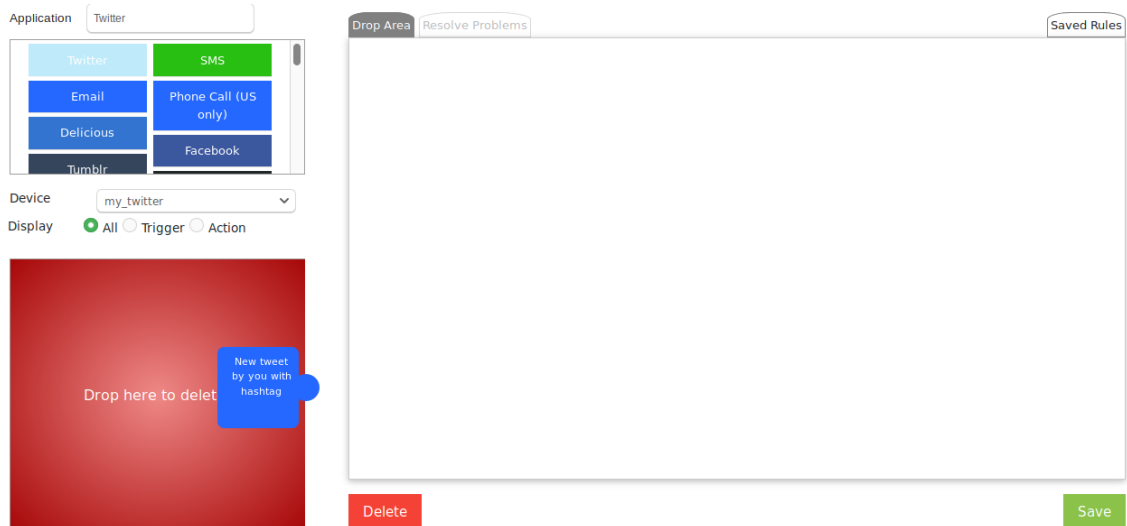 Application
Twitter
Drop Area
Resolve Problems
Saved Rules
Twitter
SMS
Email
Phone Call (US
only)
Delicious
Facebook
Tumblr
Device
my_twitter
Display
All
Trigger
Action
New tweet
by you with
hashtag
Drop here to delet
Delete
Save